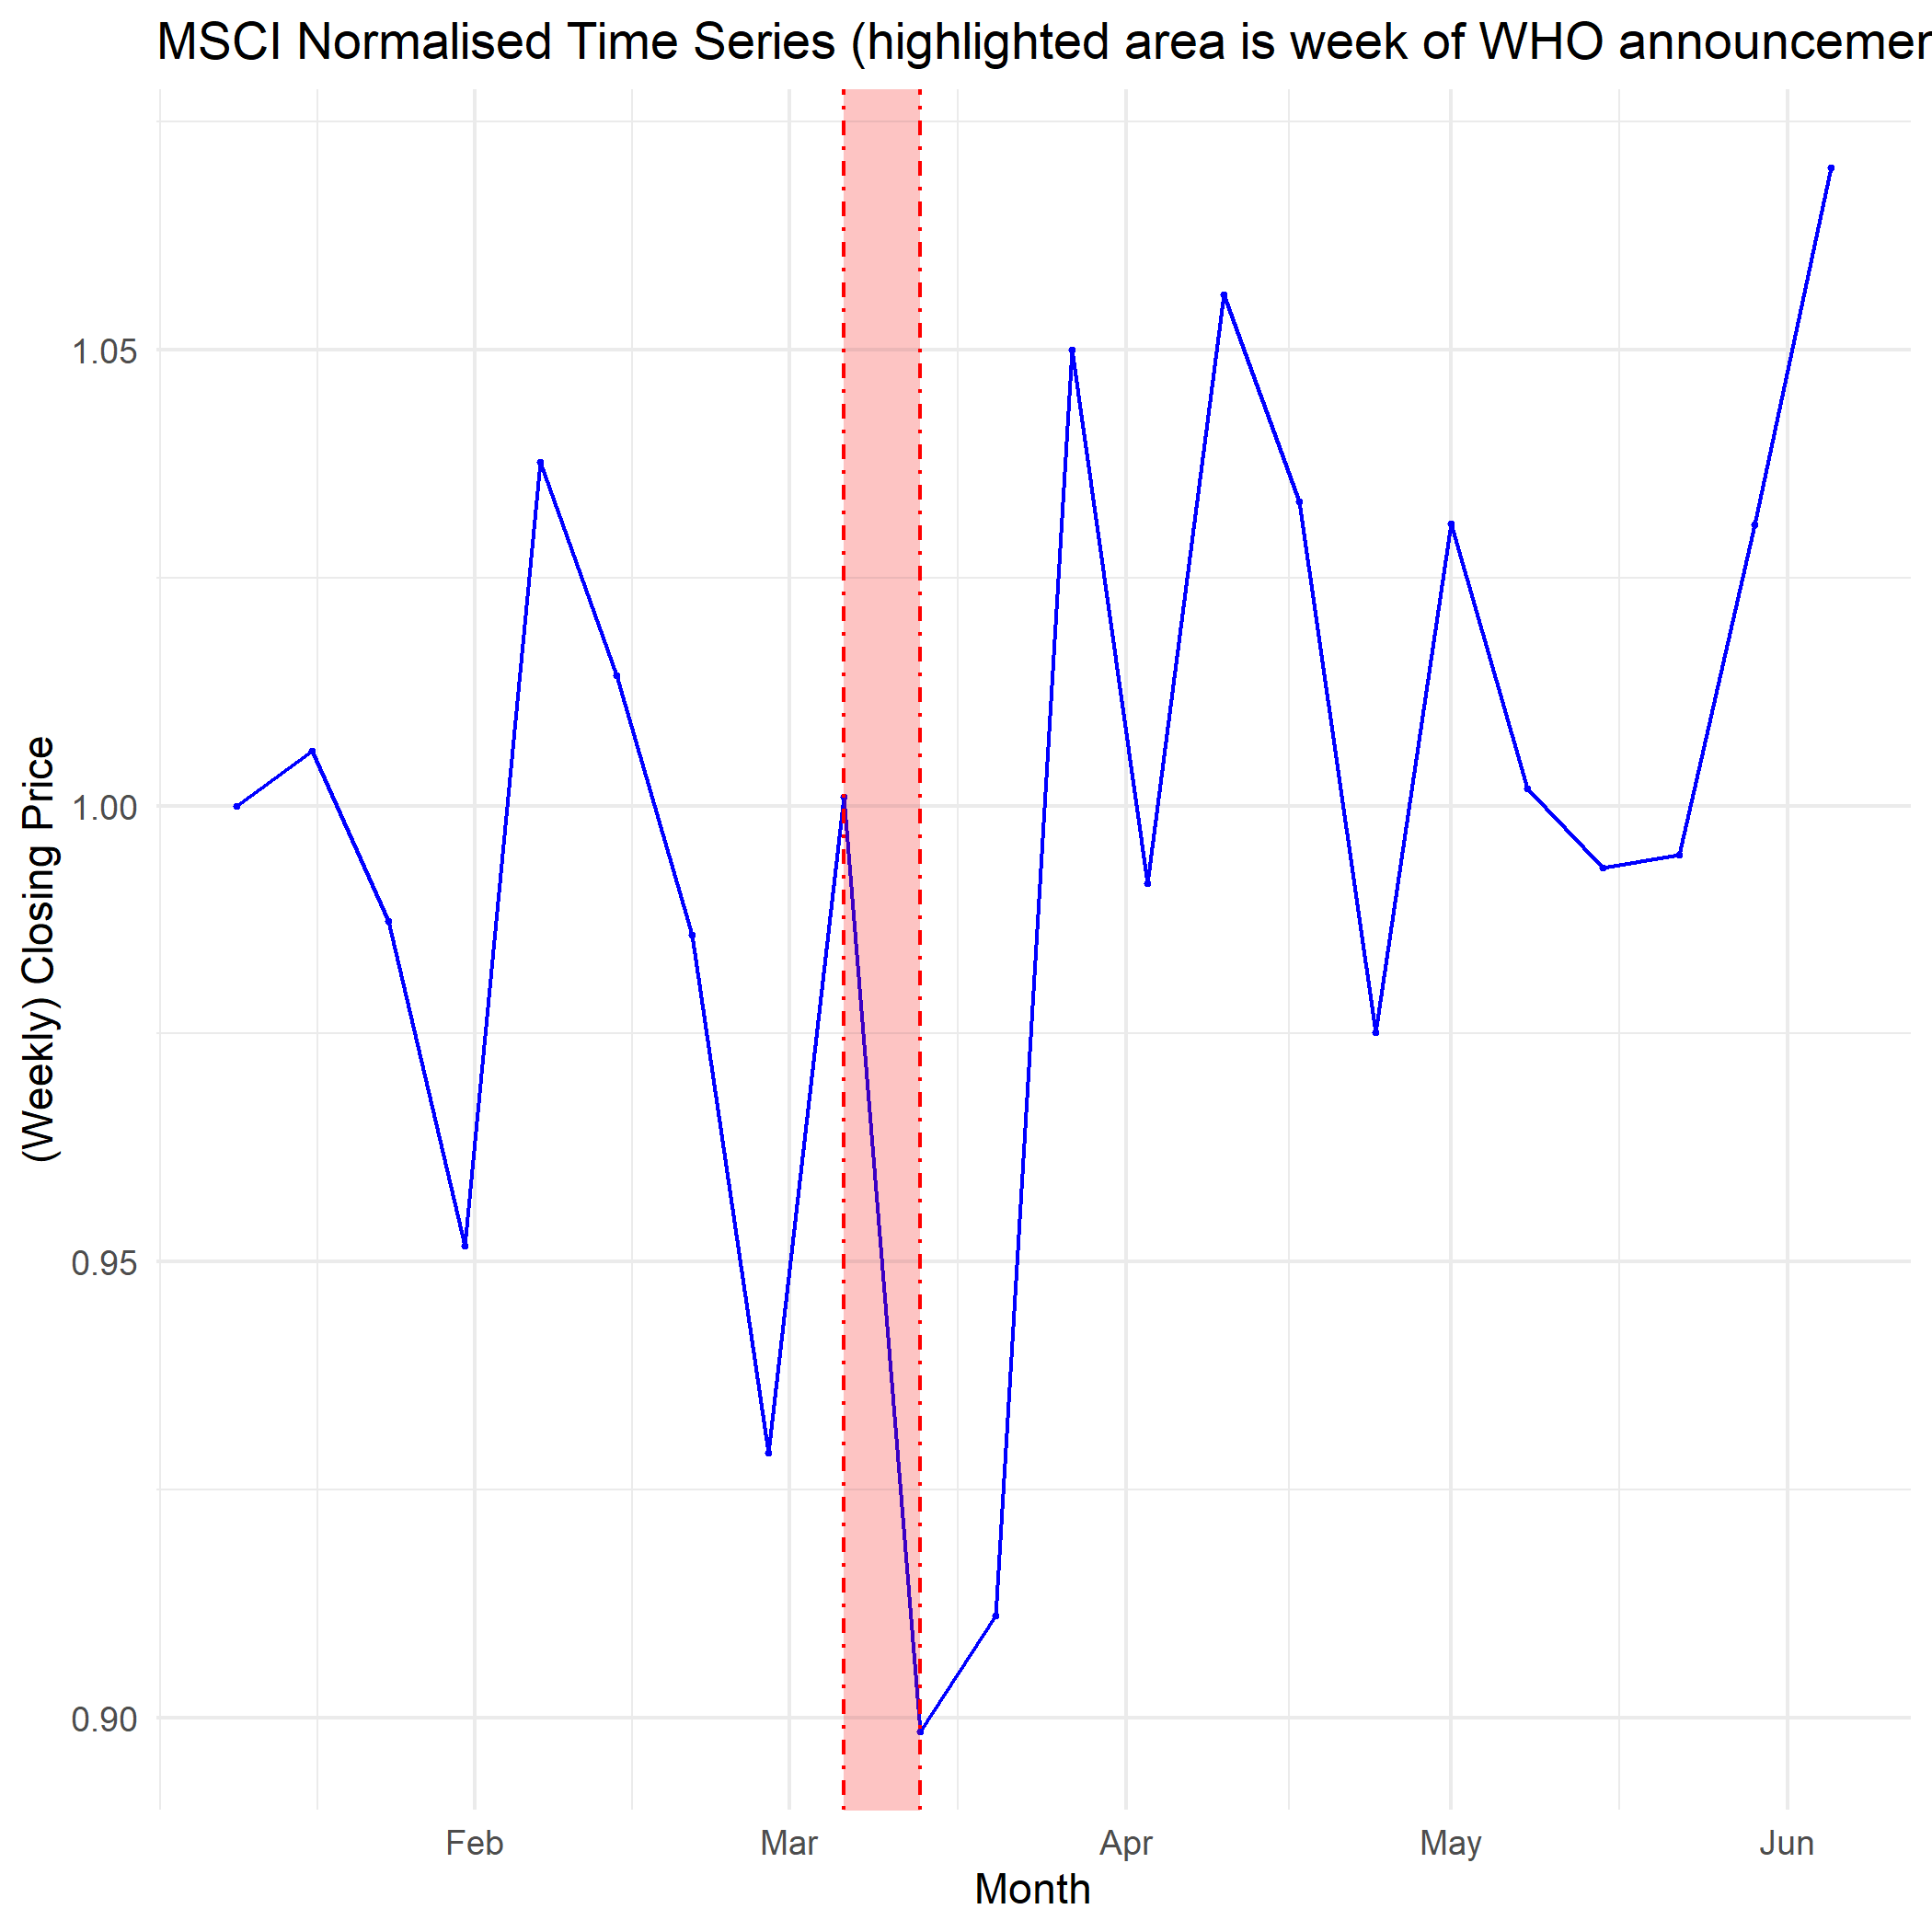 MSCI Normalised Time Series (highlighted area is week of WHO
(Weekly) Closing Price
1.05
1.00
0.95
0.90
Feb Mar Apr May Jun
Month